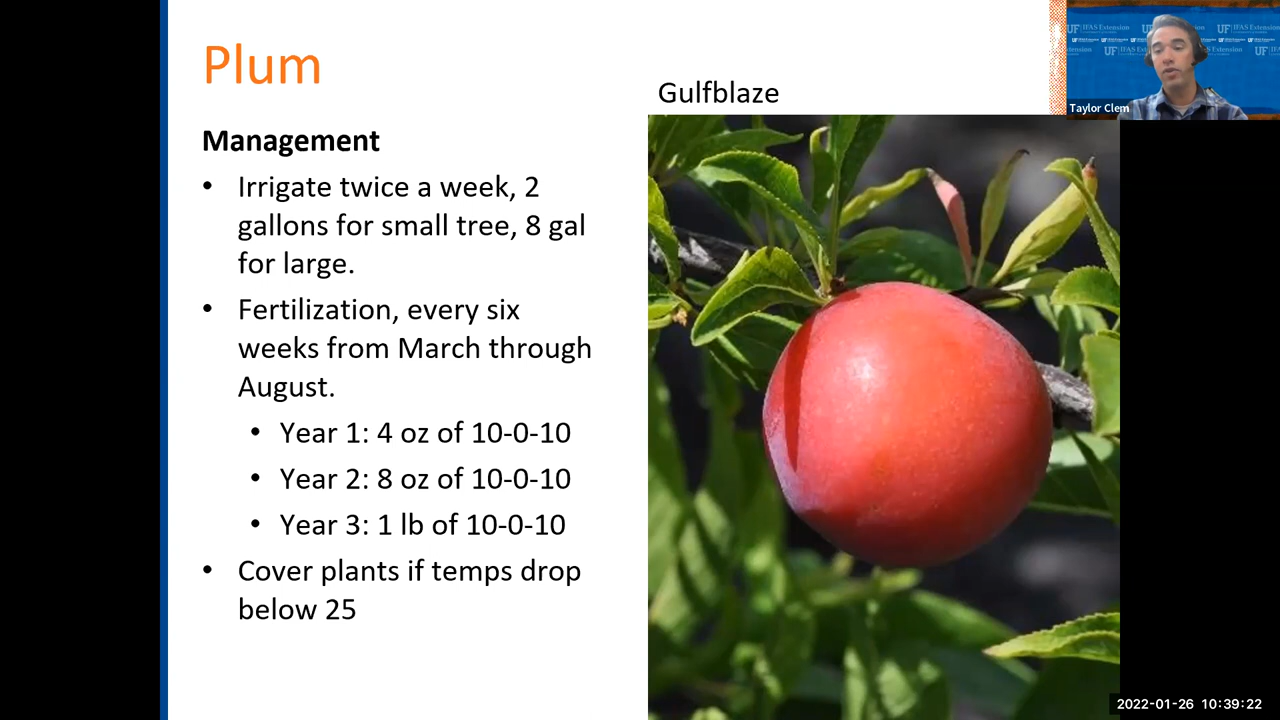 Plum
Gulfblaze
Management
• Irrigate twice a week, 2
gallons for small tree, 8 gal
for large.
• Fertilization, every six
weeks from March through
August.
• Year 1: 4 oz of 10-0-10
• Year 2: 8 oz of 10-0-10
• Year 3: 1 lb of 10-0-10
• Cover plants if temps drop
below 25
UF IFAS Extension
UF IFAS Extension
Taylor Clem
2022-01-26 10:39:22